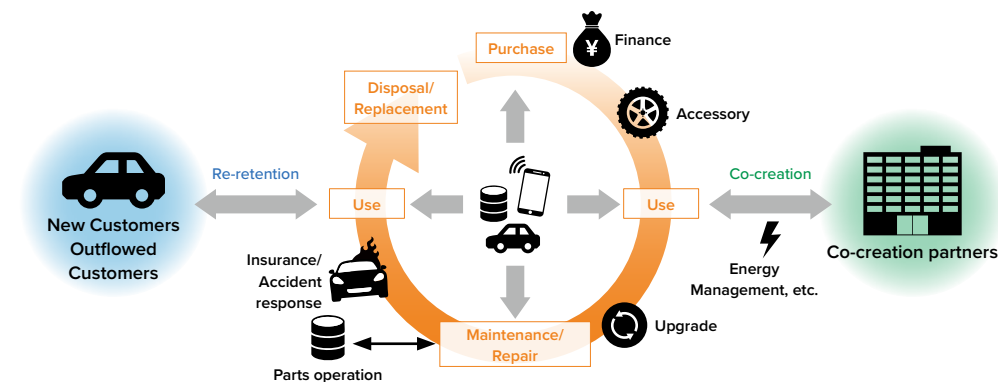 Purchase
¥
Finance
Disposal/
Replacement
Accessory
Re-retention
Co-creation
Use
Use
New Customers
Outflowed
Customers
Co-creation partners
Insurance/
Accident
response
Energy
Management, etc.
Upgrade
Maintenance/
Repair
Parts operation